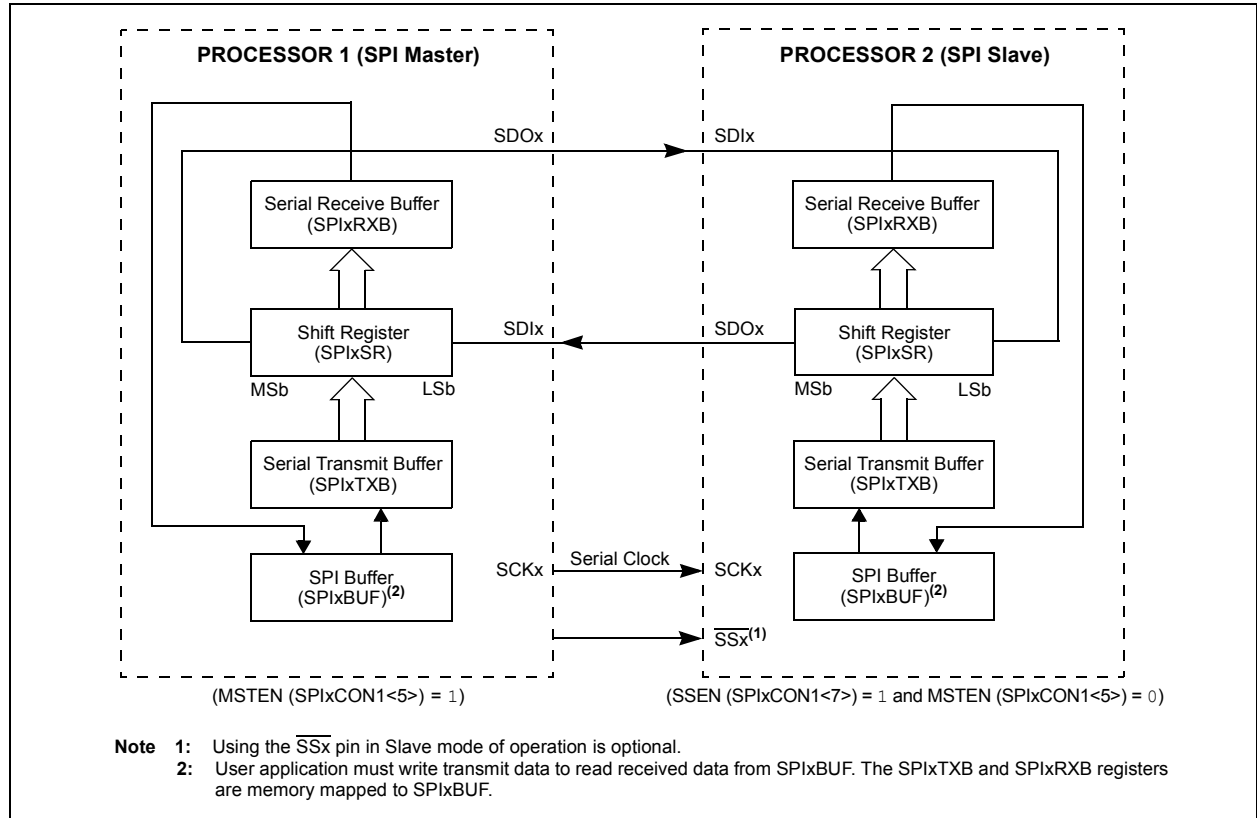 PROCESSOR 1 (SPI Master)
PROCESSOR 2 (SPI Slave)
SDOx
SDIx
Serial Receive Buffer
(SPIxRXB)
Serial Receive Buffer
(SPIxRXB)
Shift Register
(SPIxSR)
SDIx
SDOx
Shift Register
(SPIxSR)
MSb
LSb
MSb
LSb
Serial Transmit Buffer
(SPIxTXB)
Serial Transmit Buffer
(SPIxTXB)
SPI Buffer
(SPIxBUF)(2)
SCKx
Serial Clock
SCKx
SPI Buffer
(SPIxBUF)(2)
SSx(1)
(MSTEN (SPIxCON1<5>) = 1)
(SSEN (SPIxCON1<7>) = 1 and MSTEN (SPIxCON1<5>) = 0)
Note 1: Using the SSx pin in Slave mode of operation is optional.
2: User application must write transmit data to read received data from SPIxBUF. The SPIxTXB and SPIxRXB registers
are memory mapped to SPIxBUF.